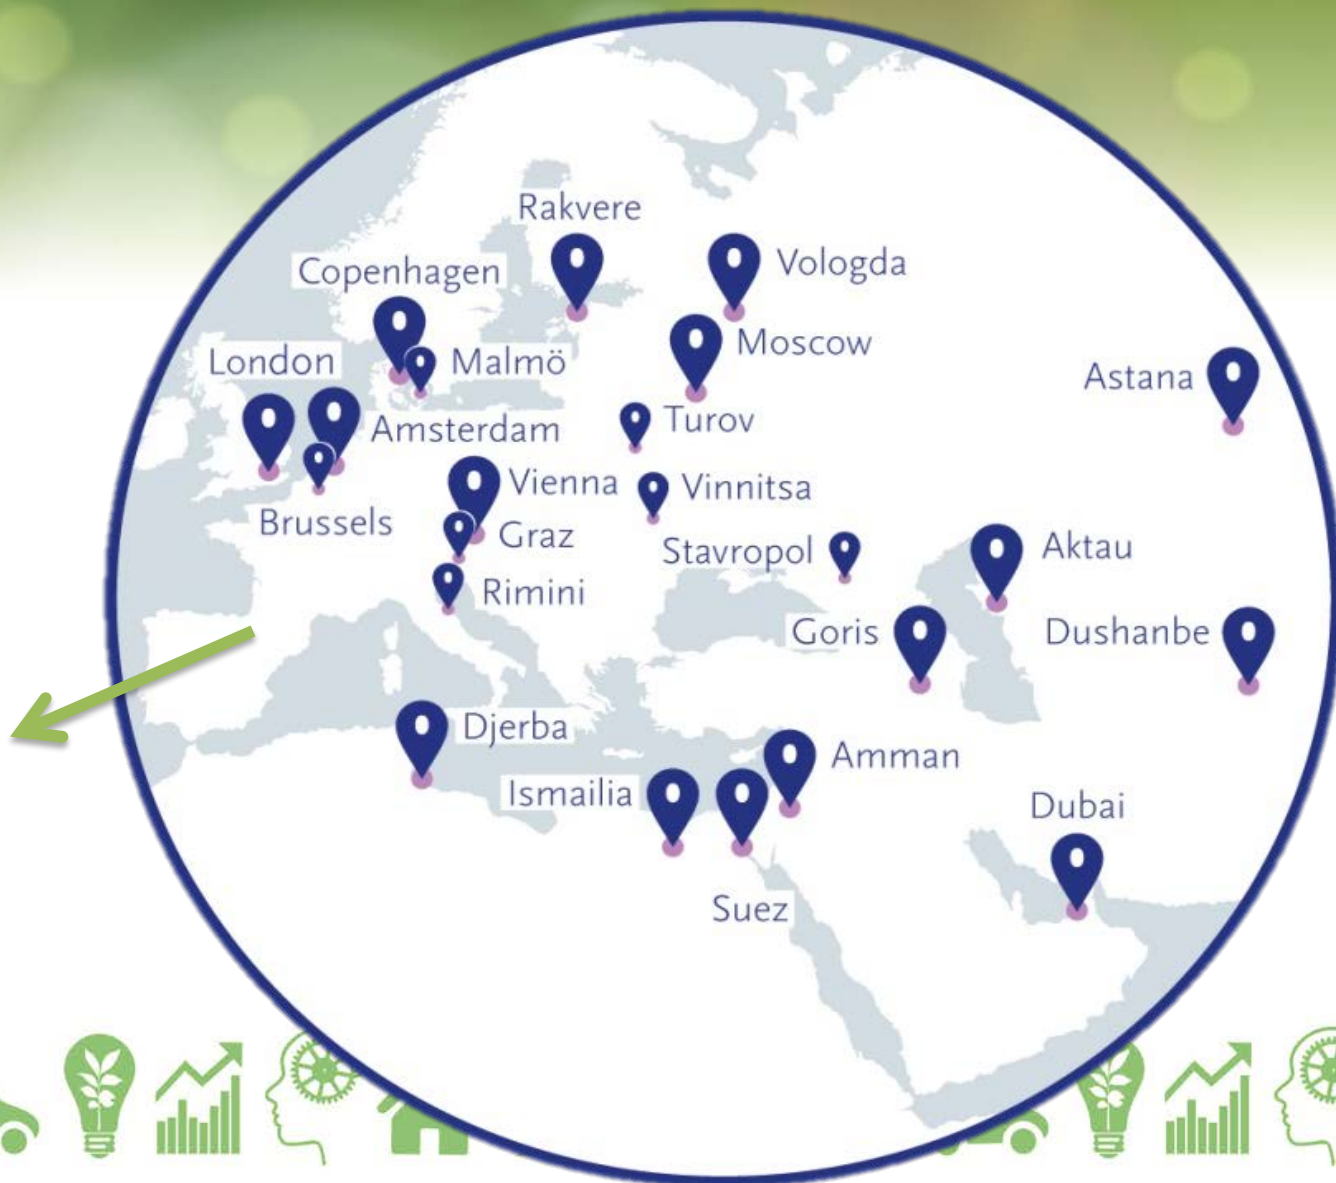 Rakvere
Vologda
Copenhagen
Moscow
London
Malmö
Astana
Turov
Amsterdam
Vienna
Vinnitsa
Brussels
Graz
Stavropol
Aktau
Rimini
Goris
Dushanbe
Djerba
Amman
Ismailia
Dubai
Suez